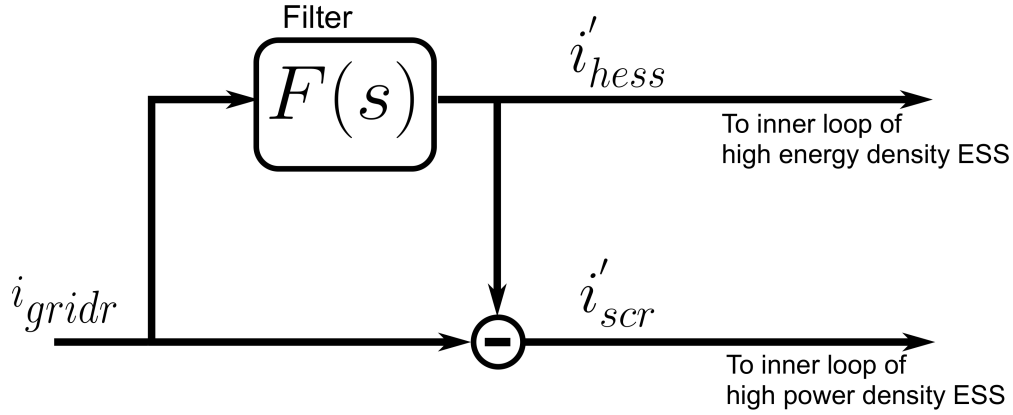 Filter
F(s)
i'hess
To inner loop of
high energy density ESS
igridr
i'scr
-
To inner loop of
high power density ESS